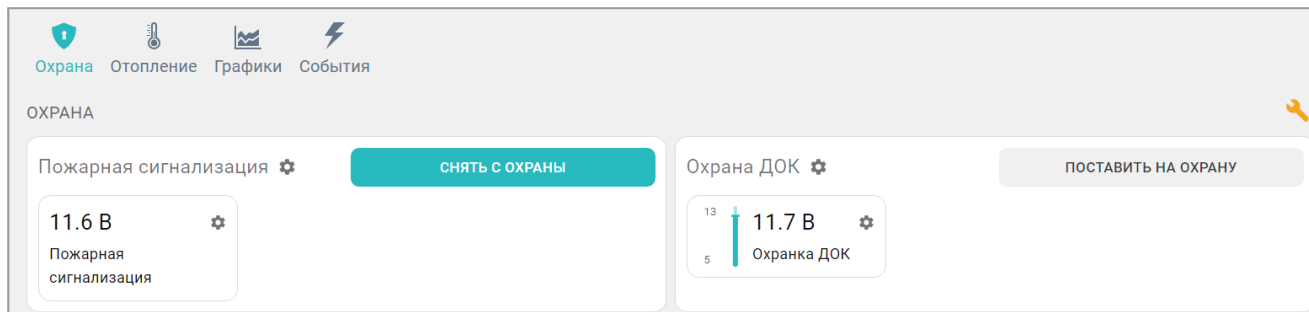 Охрана Отопление Графики События
ОХРАНА
Пожарная сигнализация СНЯТЬ С ОХРАНЫ
11.6 В
Пожарная
сигнализация
Охрана ДОК ПОСТАВИТЬ НА ОХРАНУ
13
11.7 В
5
Охранка ДОК